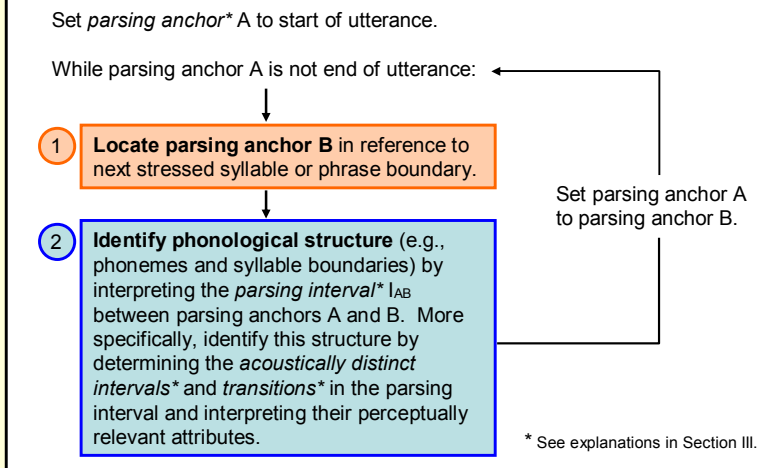 Set parsing anchor* A to start of utterance.
While parsing anchor A is not end of utterance:
1
Locate parsing anchor B in reference to
next stressed syllable or phrase boundary.
2
Identify phonological structure (e.g.,
phonemes and syllable boundaries) by
interpreting the parsing interval* IAB
between parsing anchors A and B. More
specifically, identify this structure by
determining the acoustically distinct
intervals* and transitions* in the parsing
interval and interpreting their perceptually
relevant attributes.
Set parsing anchor A
to parsing anchor B.
* See explanations in Section III.